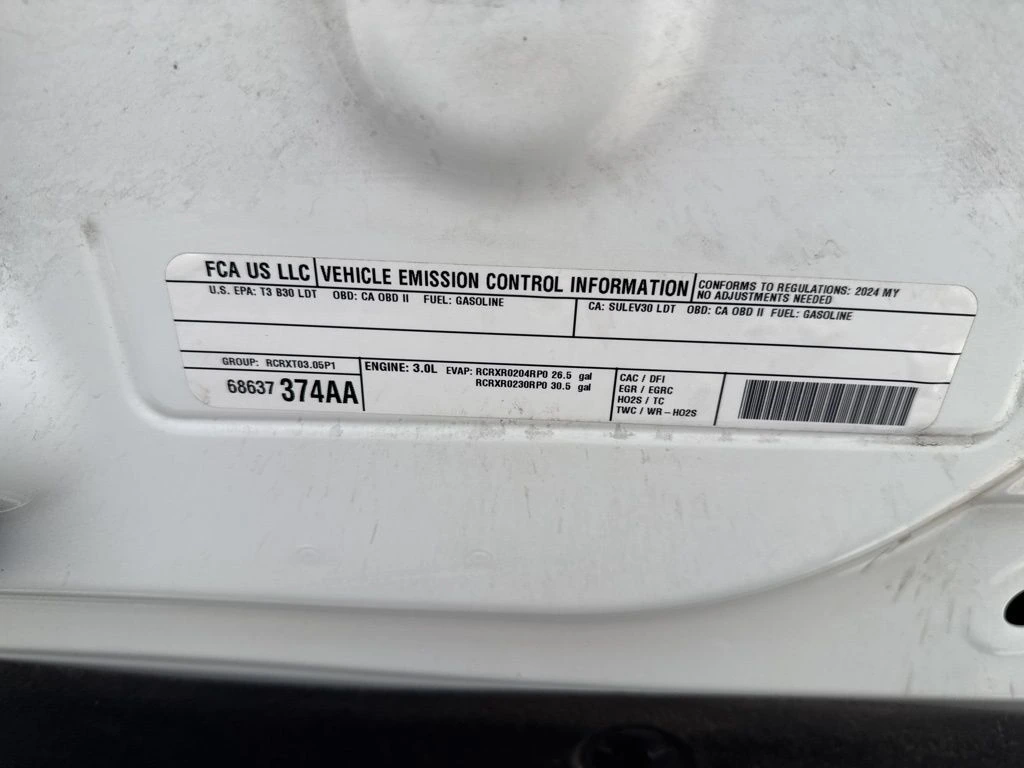 FCA US LLC
VEHICLE EMISSION CONTROL INFORMATION
CONFORMS TO REGULATIONS: 2024 MY
NO ADJUSTMENTS NEEDED
U.S. EPA: T3 B30 LDT OBD: CA OBD II FUEL: GASOLINE
CA: SULEV30 LDT OBD: CA OBD II FUEL: GASOLINE
GROUP: RCRXT03.05P1
68637 374AA
ENGINE: 3.0L EVAP: RCRXR0204RP0 26.5 gal
RCRXR0230RP0 30.5 gal
CAC / DFI
EGR / EGRC
HO2S / TC
TWC / WR-HO2S